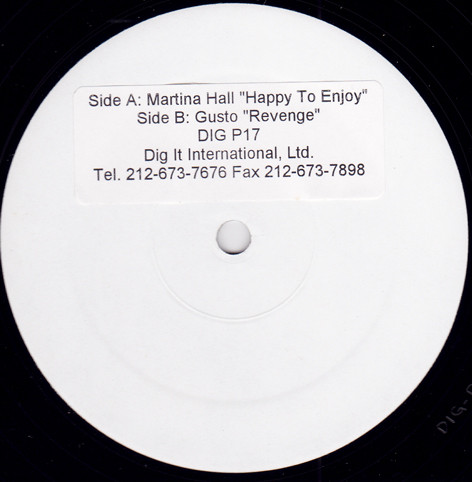 Side A: Martina Hall "Happy To Enjoy"
Side B: Gusto "Revenge"
DIG P17
Dig It International, Ltd.
Tel. 212-673-7676 Fax 212-673-7898
DIG-